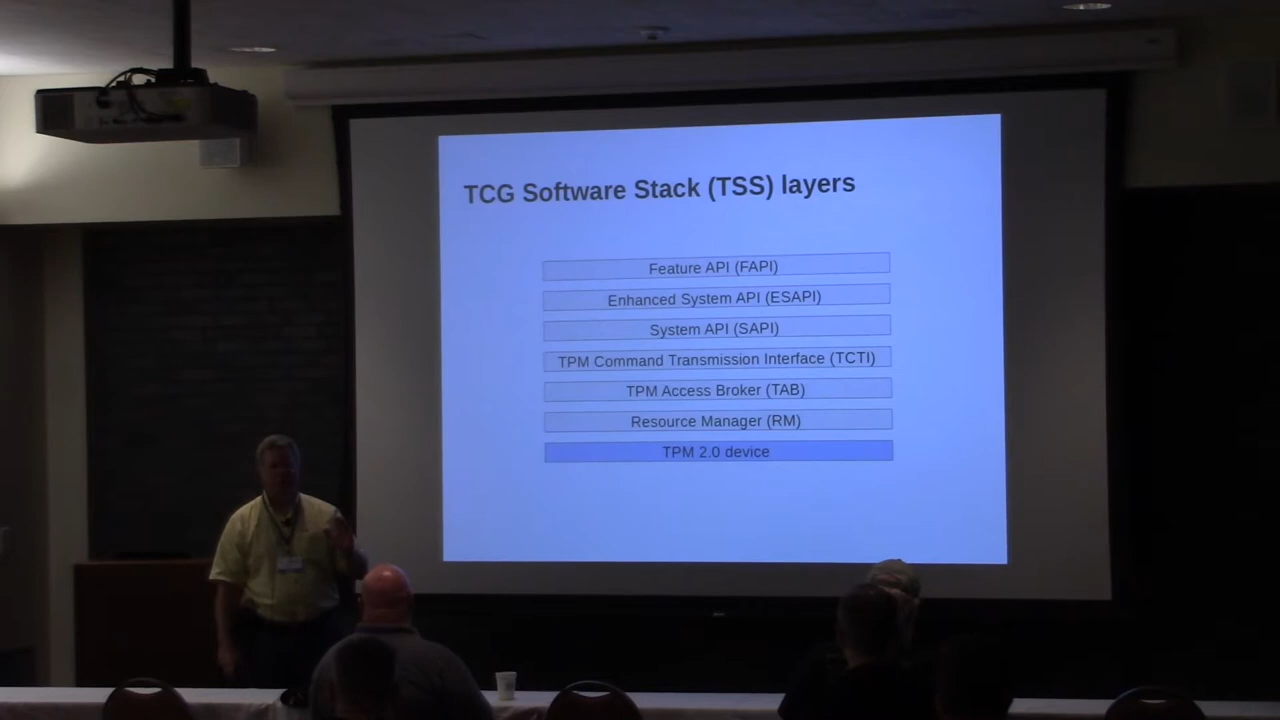 TCG Software Stack (TSS) layers
Feature API (FAPI)
Enhanced System API (ESAPI)
System API (SAPI)
TPM Command Transmission Interface (TCTI)
TPM Access Broker (TAB)
Resource Manager (RM)
TPM 2.0 device